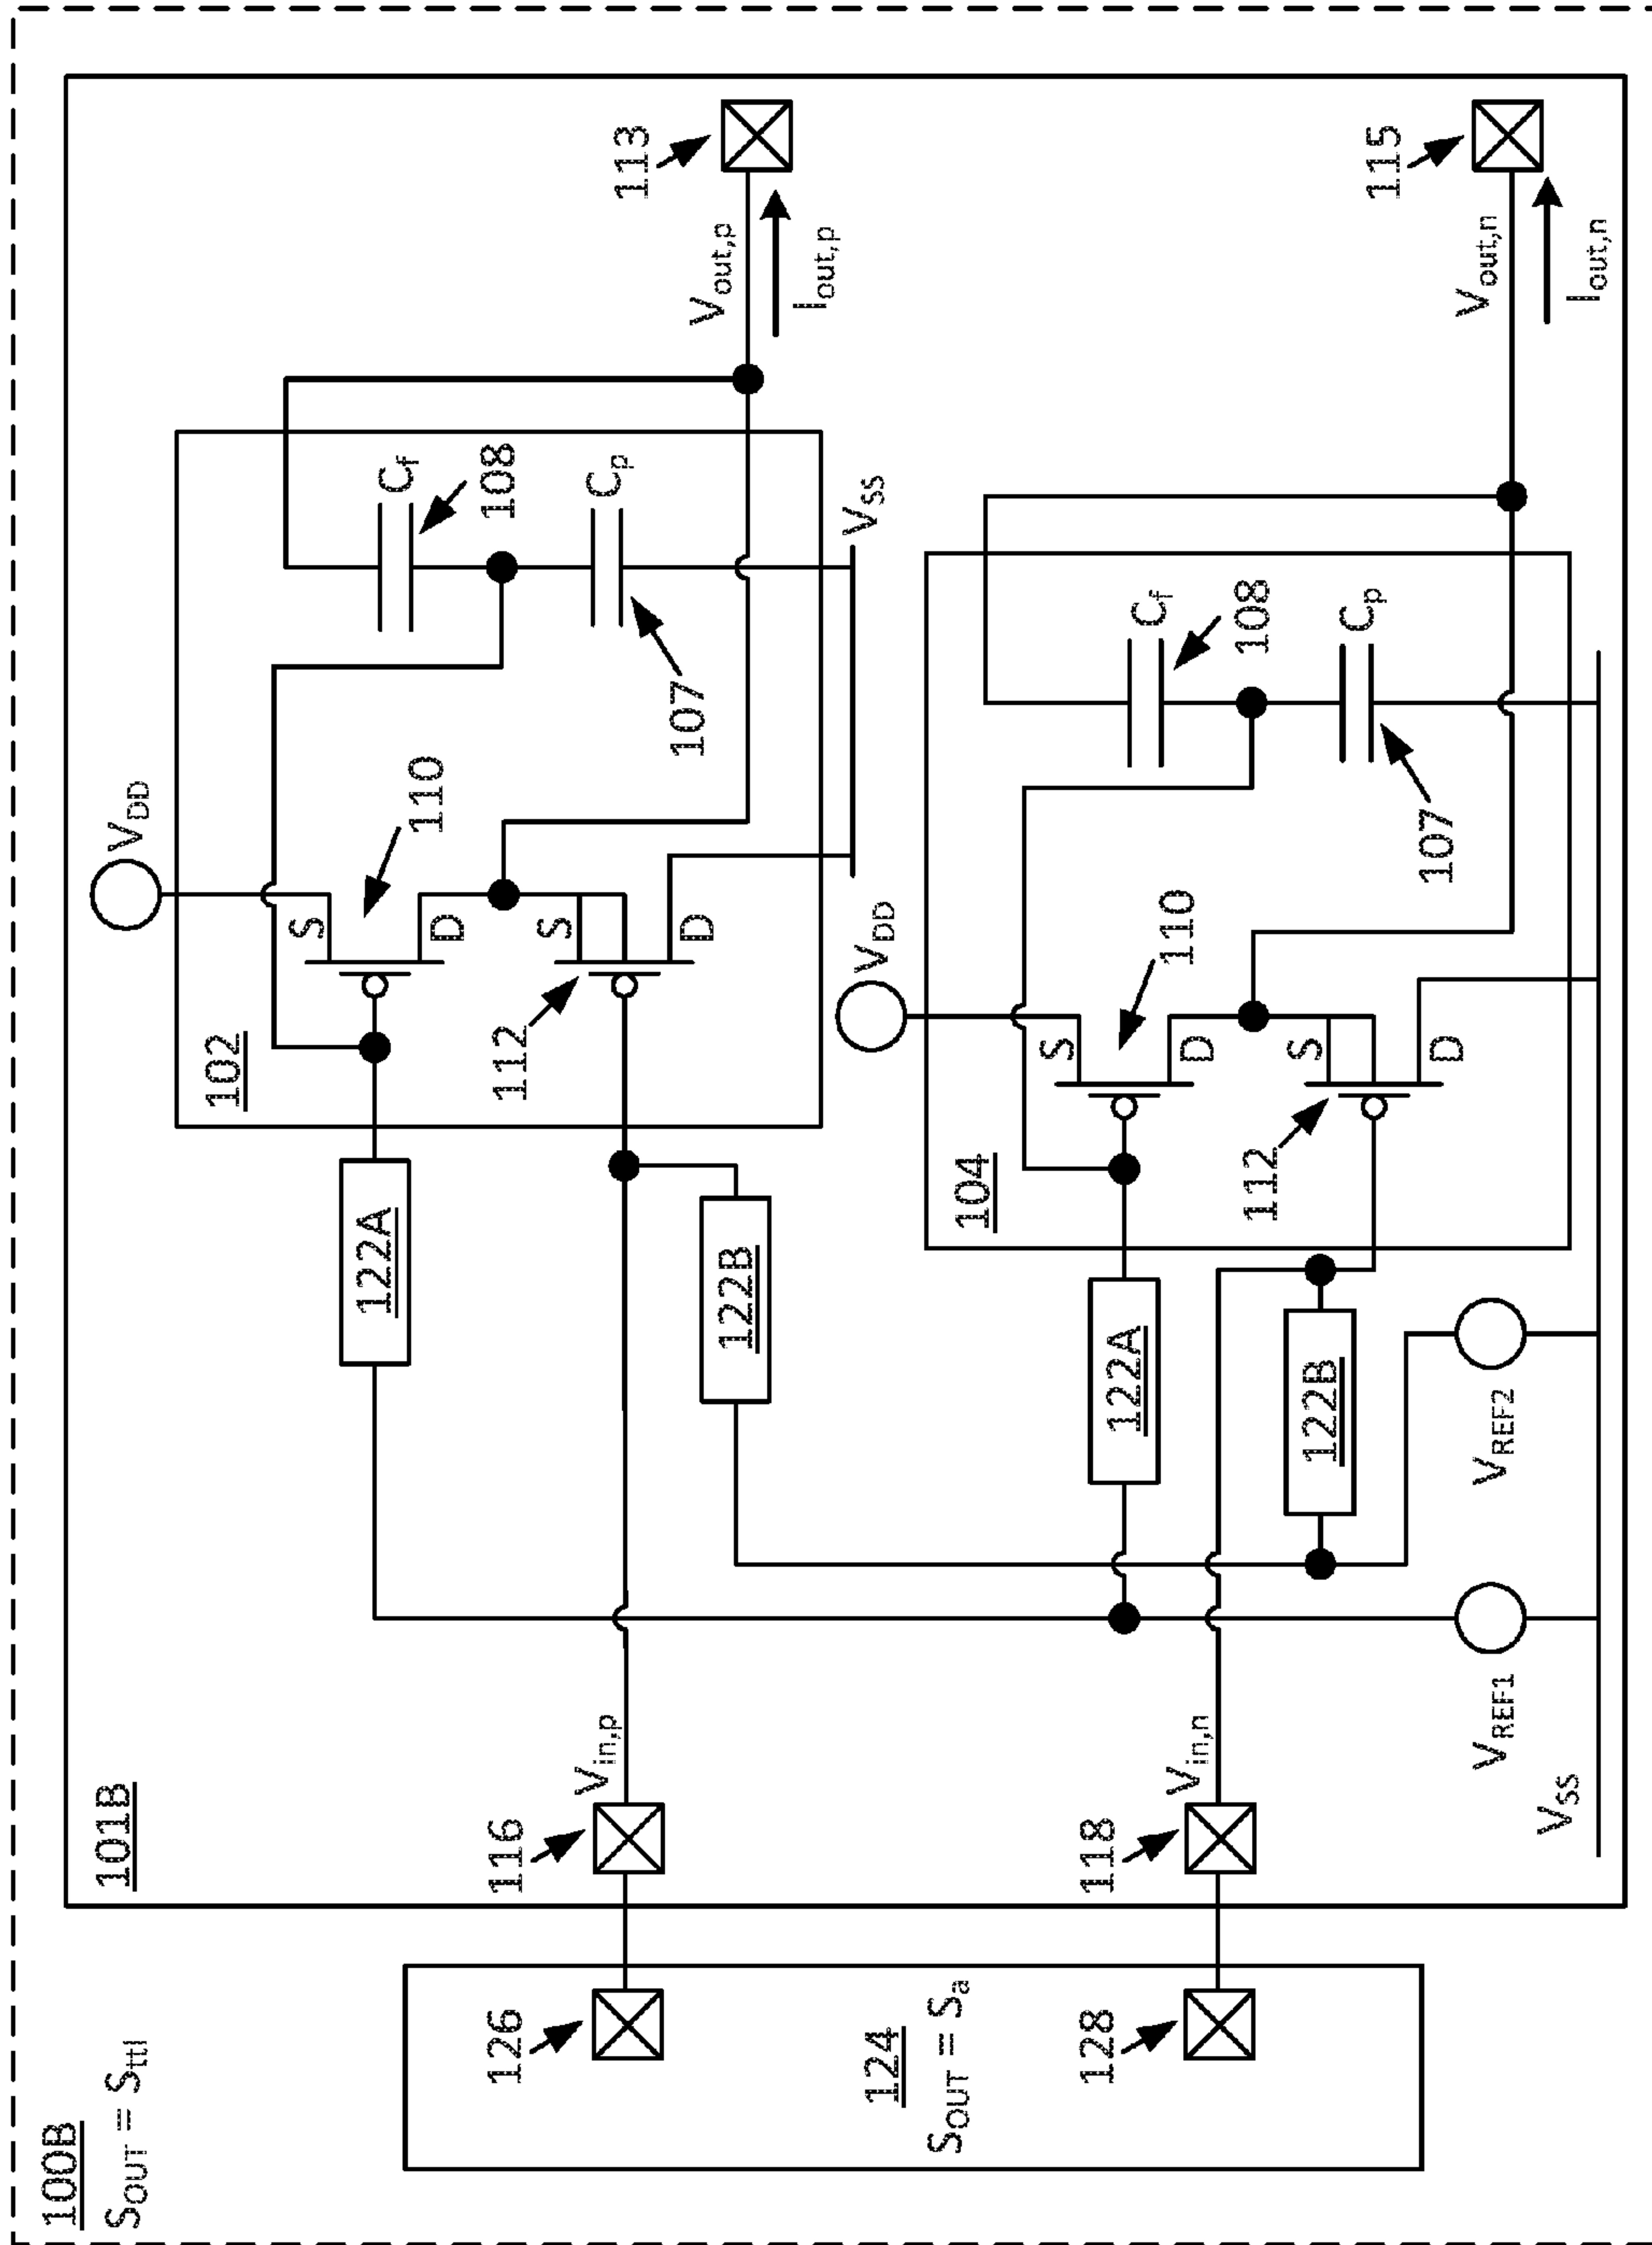 100B
S_OUT = S_ttl
101B
V_DD
102
S
110
D
S
112
D
C_f
108
C_p
107
V_SS
113
V_out,p
I_out,p
122A
122B
126
116
V_in,p
124
S_OUT = S_a
V_DD
104
S
110
D
S
112
D
C_f
108
C_p
107
115
V_out,n
I_out,n
122A
122B
128
118
V_in,n
V_REF1
V_REF2
V_SS